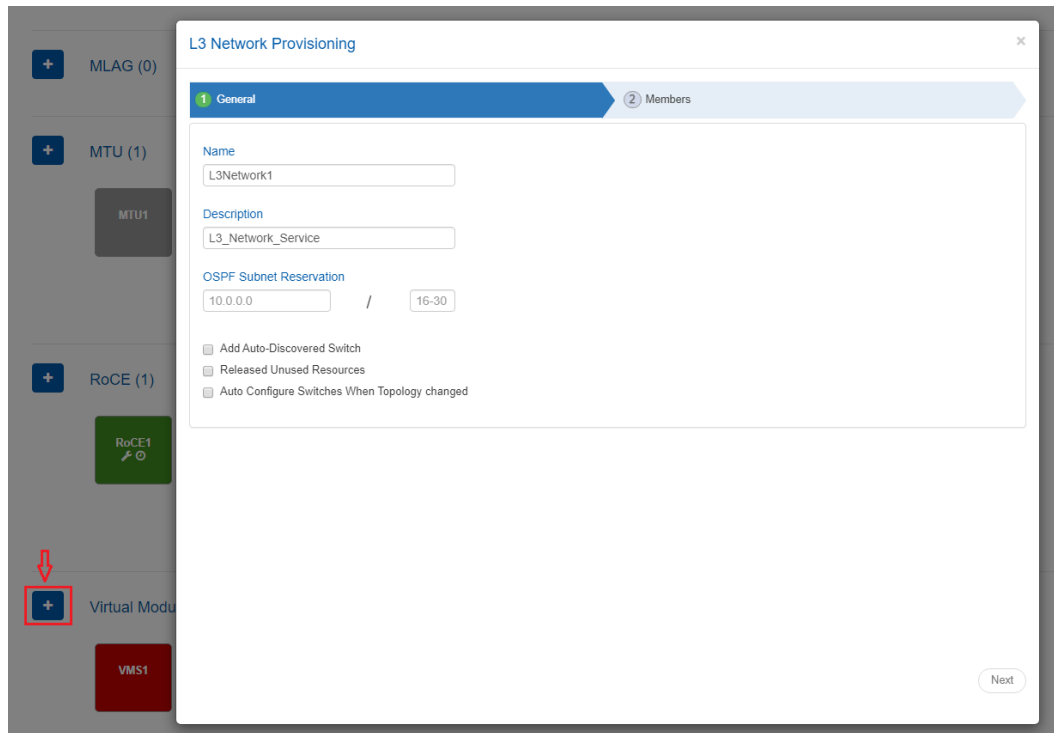 L3 Network Provisioning
×
MLAG (0)
1 General
2 Members
MTU (1)
Name
L3Network1
MTU1
Description
L3_Network_Service
OSPF Subnet Reservation
10.0.0.0 / 16-30
Add Auto-Discovered Switch
Released Unused Resources
Auto Configure Switches When Topology changed
RoCE (1)
RoCE1
Virtual Modu
VMS1
Next